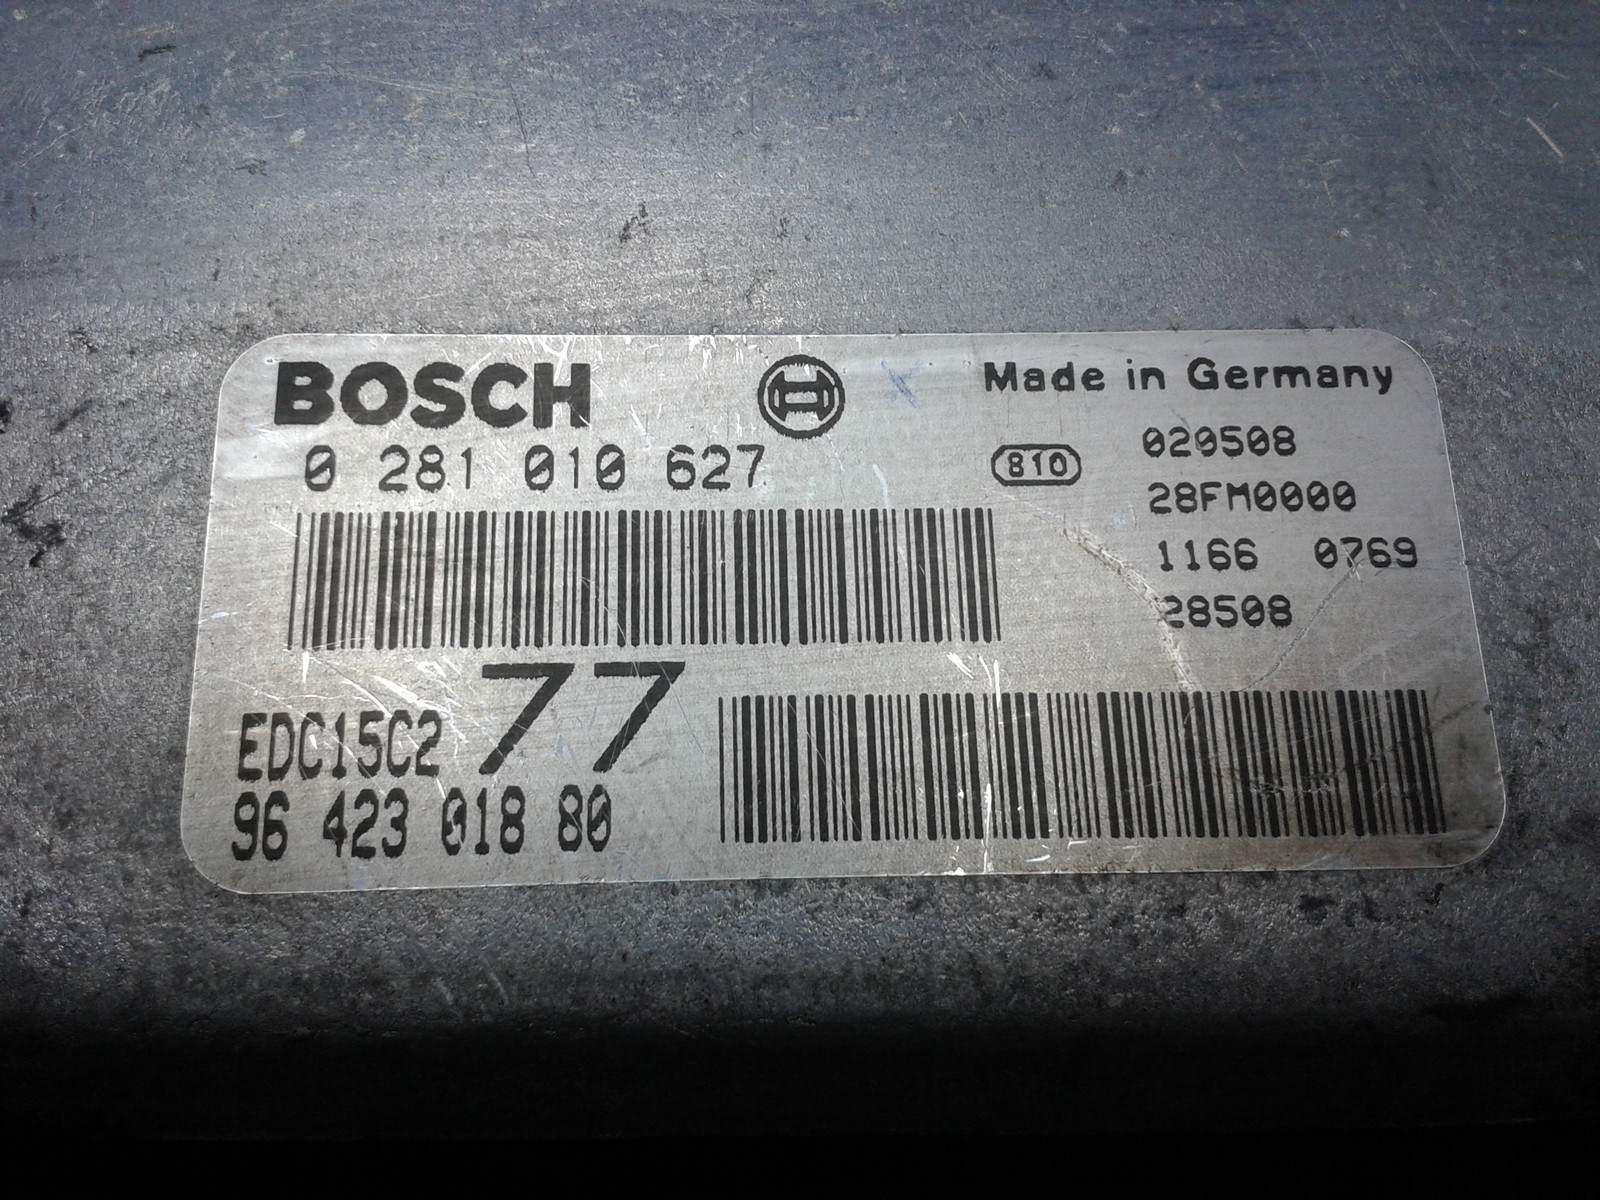 BOSCH
Made in Germany
0 281 010 627
810
020508
28FM0000
1166 0769
28508
EDC15C2 77
96 423 018 80